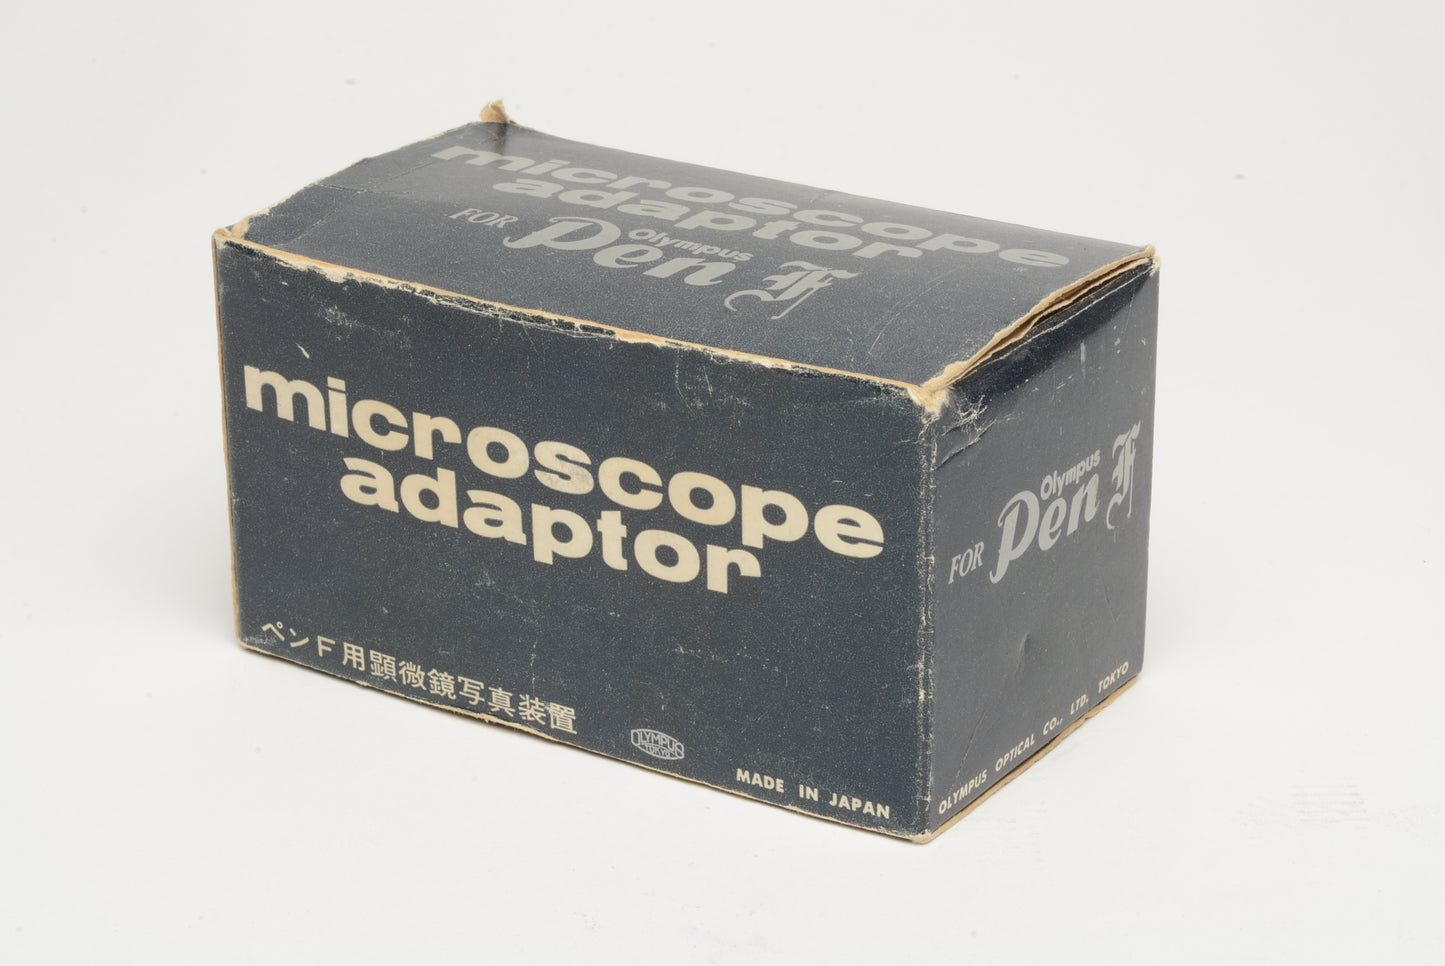 microscope
adaptor
FOR Olympus Pen F
microscope
adaptor
ペンF用顕微鏡写真装置
OLYMPUS
TOKYO
MADE IN JAPAN
FOR Olympus Pen F
OLYMPUS OPTICAL CO., LTD. TOKYO